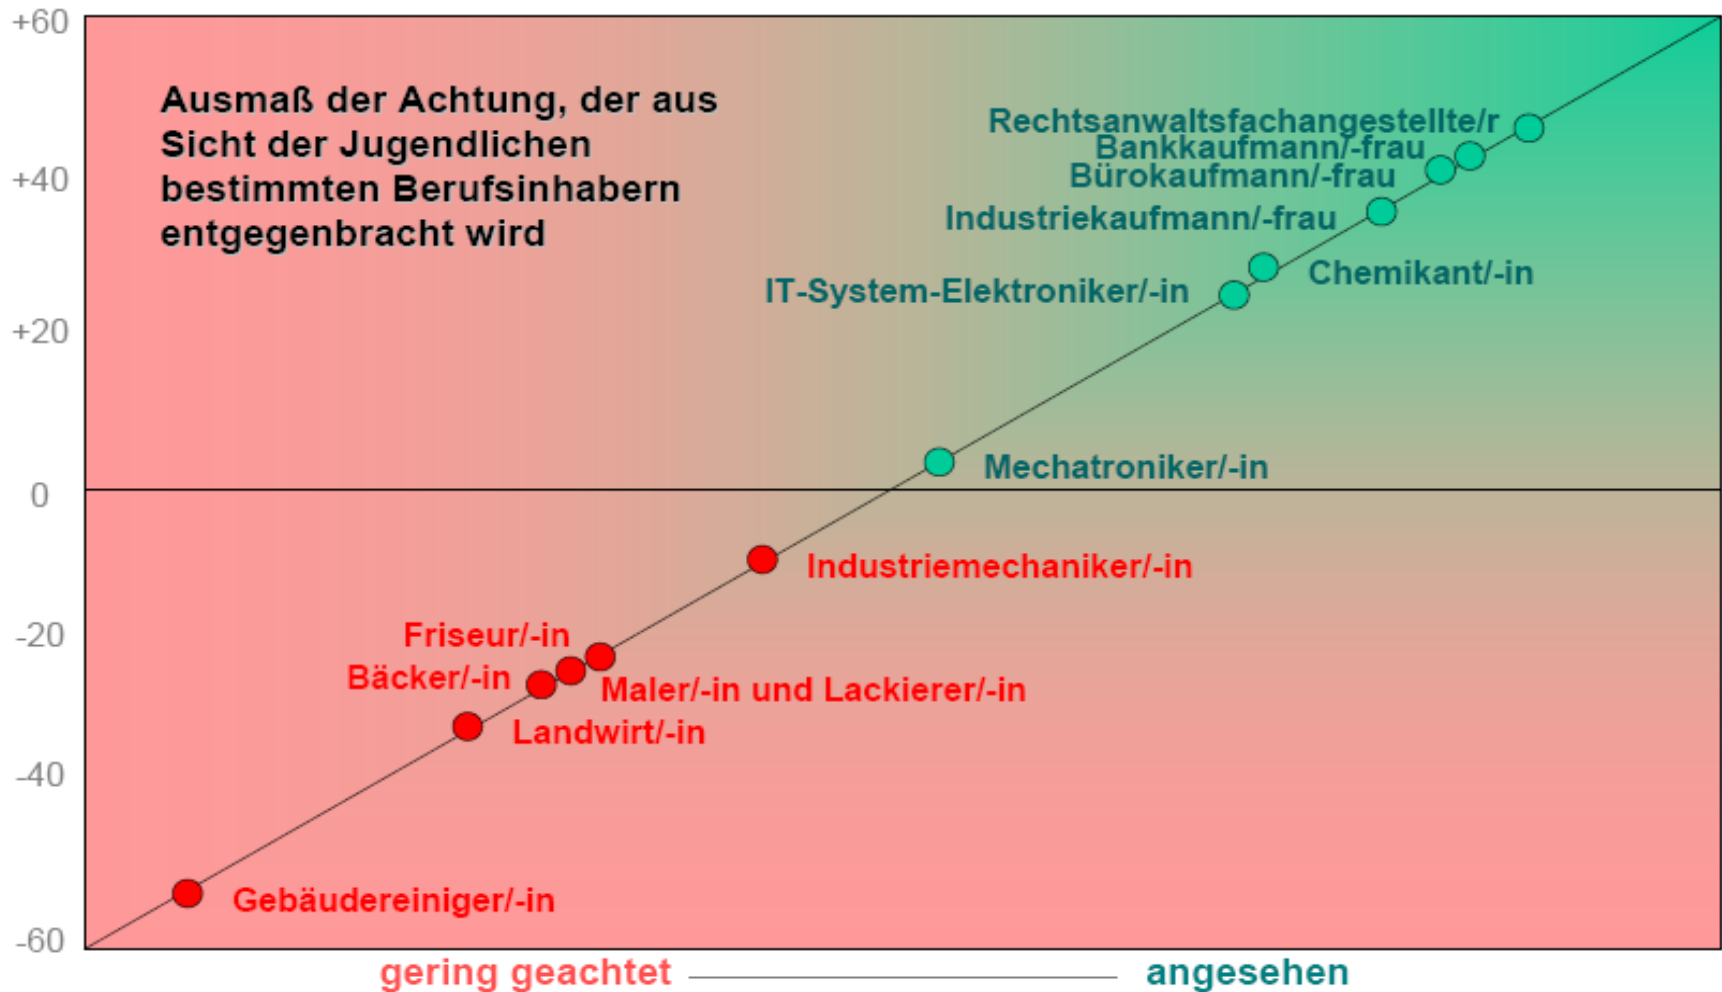 +60
Ausmaß der Achtung, der aus
Sicht der Jugendlichen
bestimmten Berufsinhabern
entgegenbracht wird
Rechtsanwaltsfachangestellte/r
Bankkaufmann/-frau
+40
Bürokaufmann/-frau
Industriekaufmann/-frau
Chemikant/-in
IT-System-Elektroniker/-in
+20
Mechatroniker/-in
0
Industriemechaniker/-in
-20
Friseur/-in
Bäcker/-in
Maler/-in und Lackierer/-in
Landwirt/-in
-40
Gebäudereiniger/-in
-60
gering geachtet
angesehen